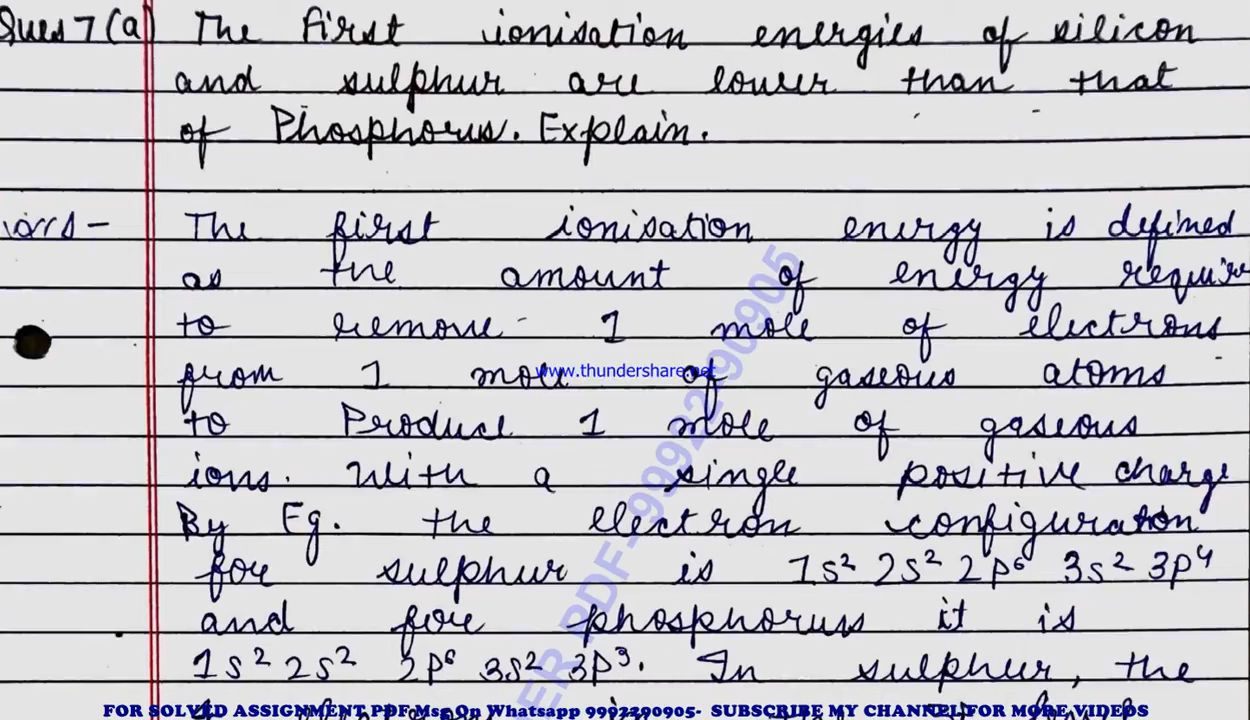 Ques 7(a) The first ionisation energies of silicon
and sulphur are lower than that
of Phosphorus. Explain.
The first ionisation energy is defined
as the amount of energy require
to remove 1 mole of electrons
from 1 mole of gaseous atoms
www.thundershare.net
to Produce 1 mole of gaseous
ions. With a single positive charge
By Eg. the electron configuration
for sulphur is 1s² 2s² 2p⁶ 3s² 3p⁴
and for phosphorus it is
1s² 2s² 2p⁶ 3s² 3p³. In sulphur, the
ER PDF-9992290905
FOR SOLVED ASSIGNMENT PDF Msg On Whatsapp 9992290905- SUBSCRIBE MY CHANNEL FOR MORE VIDEOS